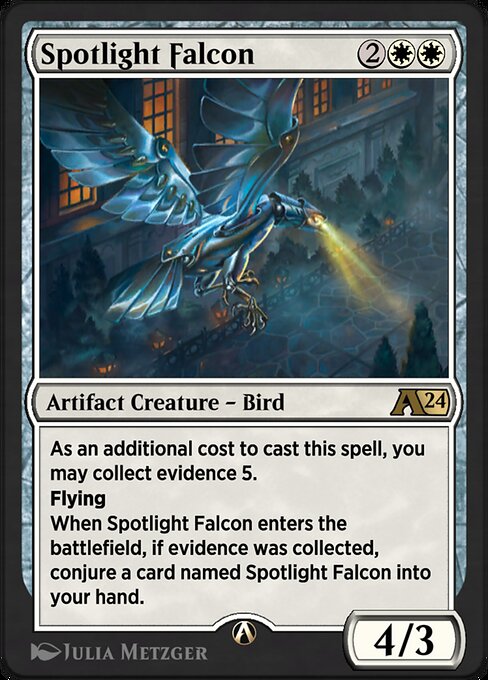 Spotlight Falcon 2
Artifact Creature – Bird A24
As an additional cost to cast this spell, you
may collect evidence 5.
Flying
When Spotlight Falcon enters the
battlefield, if evidence was collected,
conjure a card named Spotlight Falcon into
your hand.
4/3
Julia Metzger